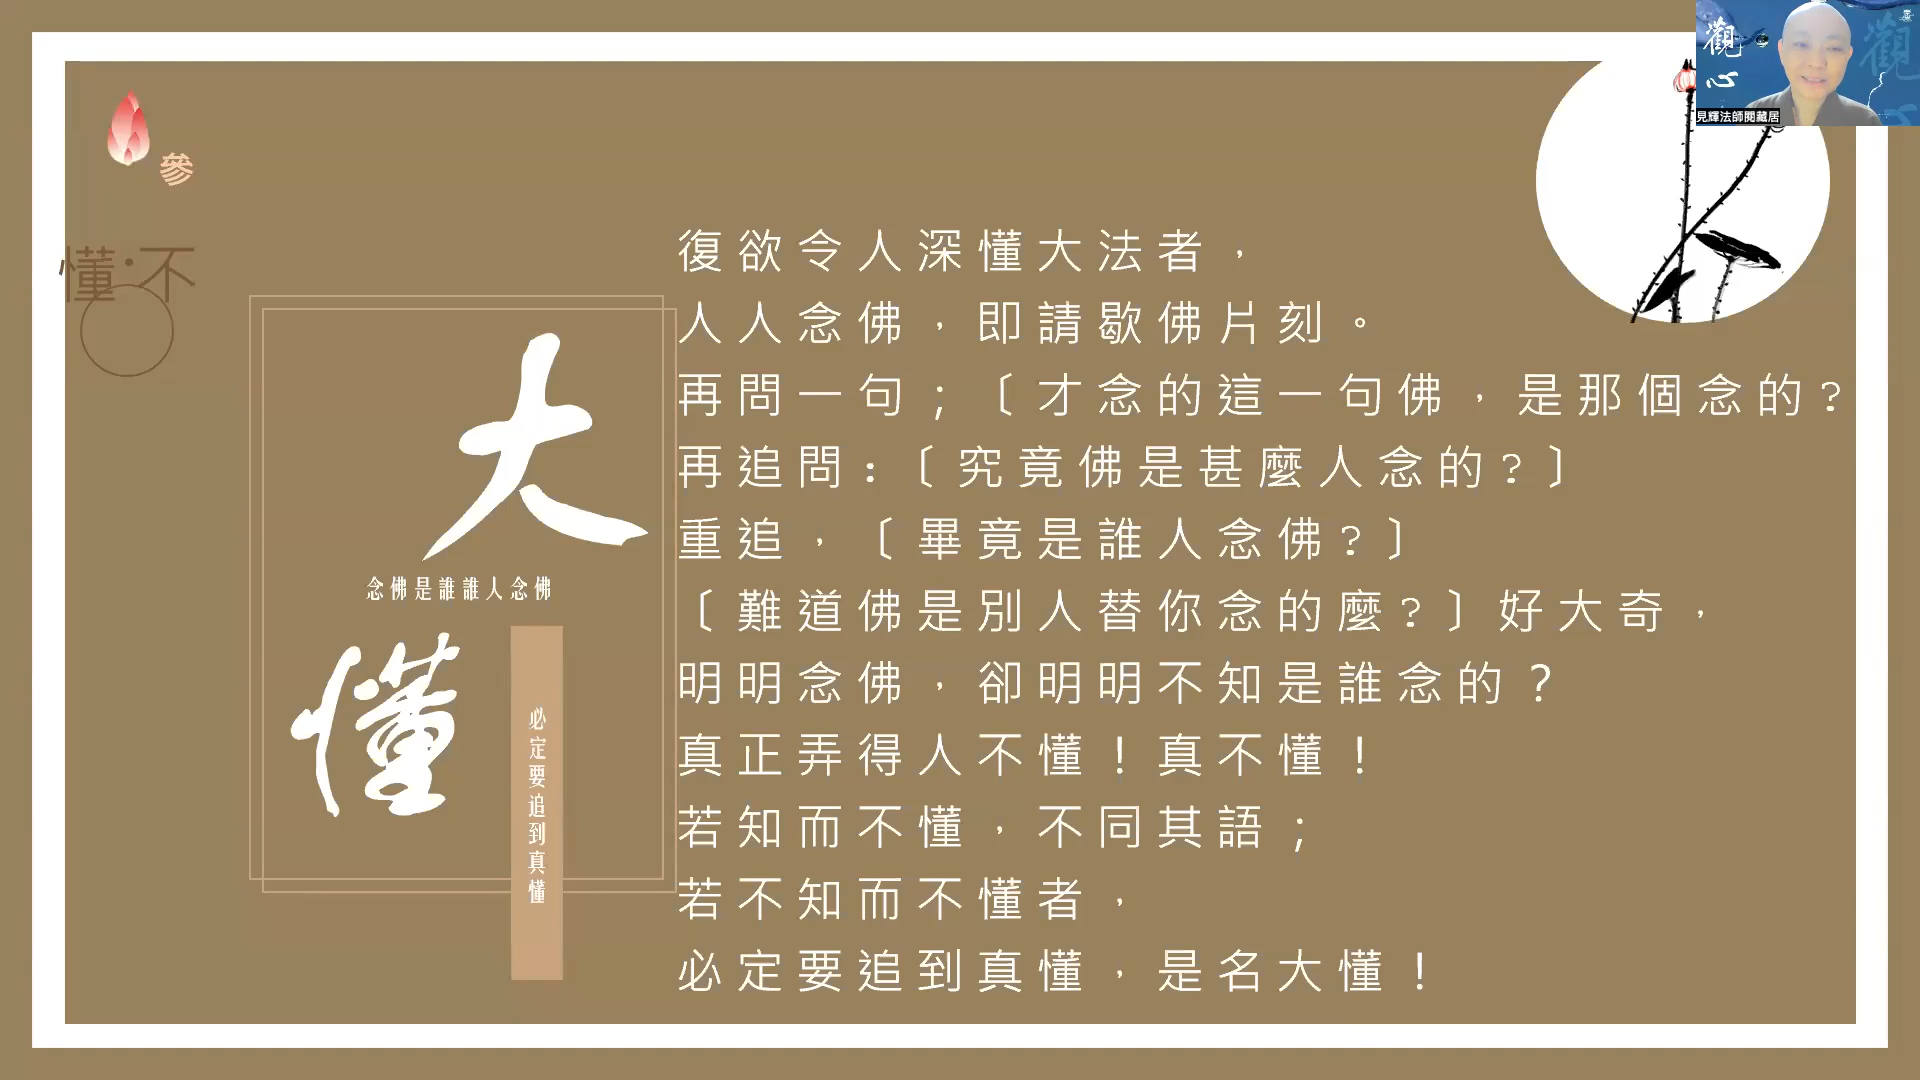 參
懂·不
大
念佛是誰誰人念佛
懂
必定要追到真懂
復欲令人深懂大法者，
人人念佛，即請歇佛片刻。
再問一句；〔才念的這一句佛，是那個念的？
再追問：〔究竟佛是甚麼人念的？〕
重追，〔畢竟是誰人念佛？〕
〔難道佛是別人替你念的麼？〕好大奇，
明明念佛，卻明明不知是誰念的？
真正弄得人不懂！真不懂！
若知而不懂，不同其語；
若不知而不懂者，
必定要追到真懂，是名大懂！
觀
心
觀
心
見輝法師閱藏居